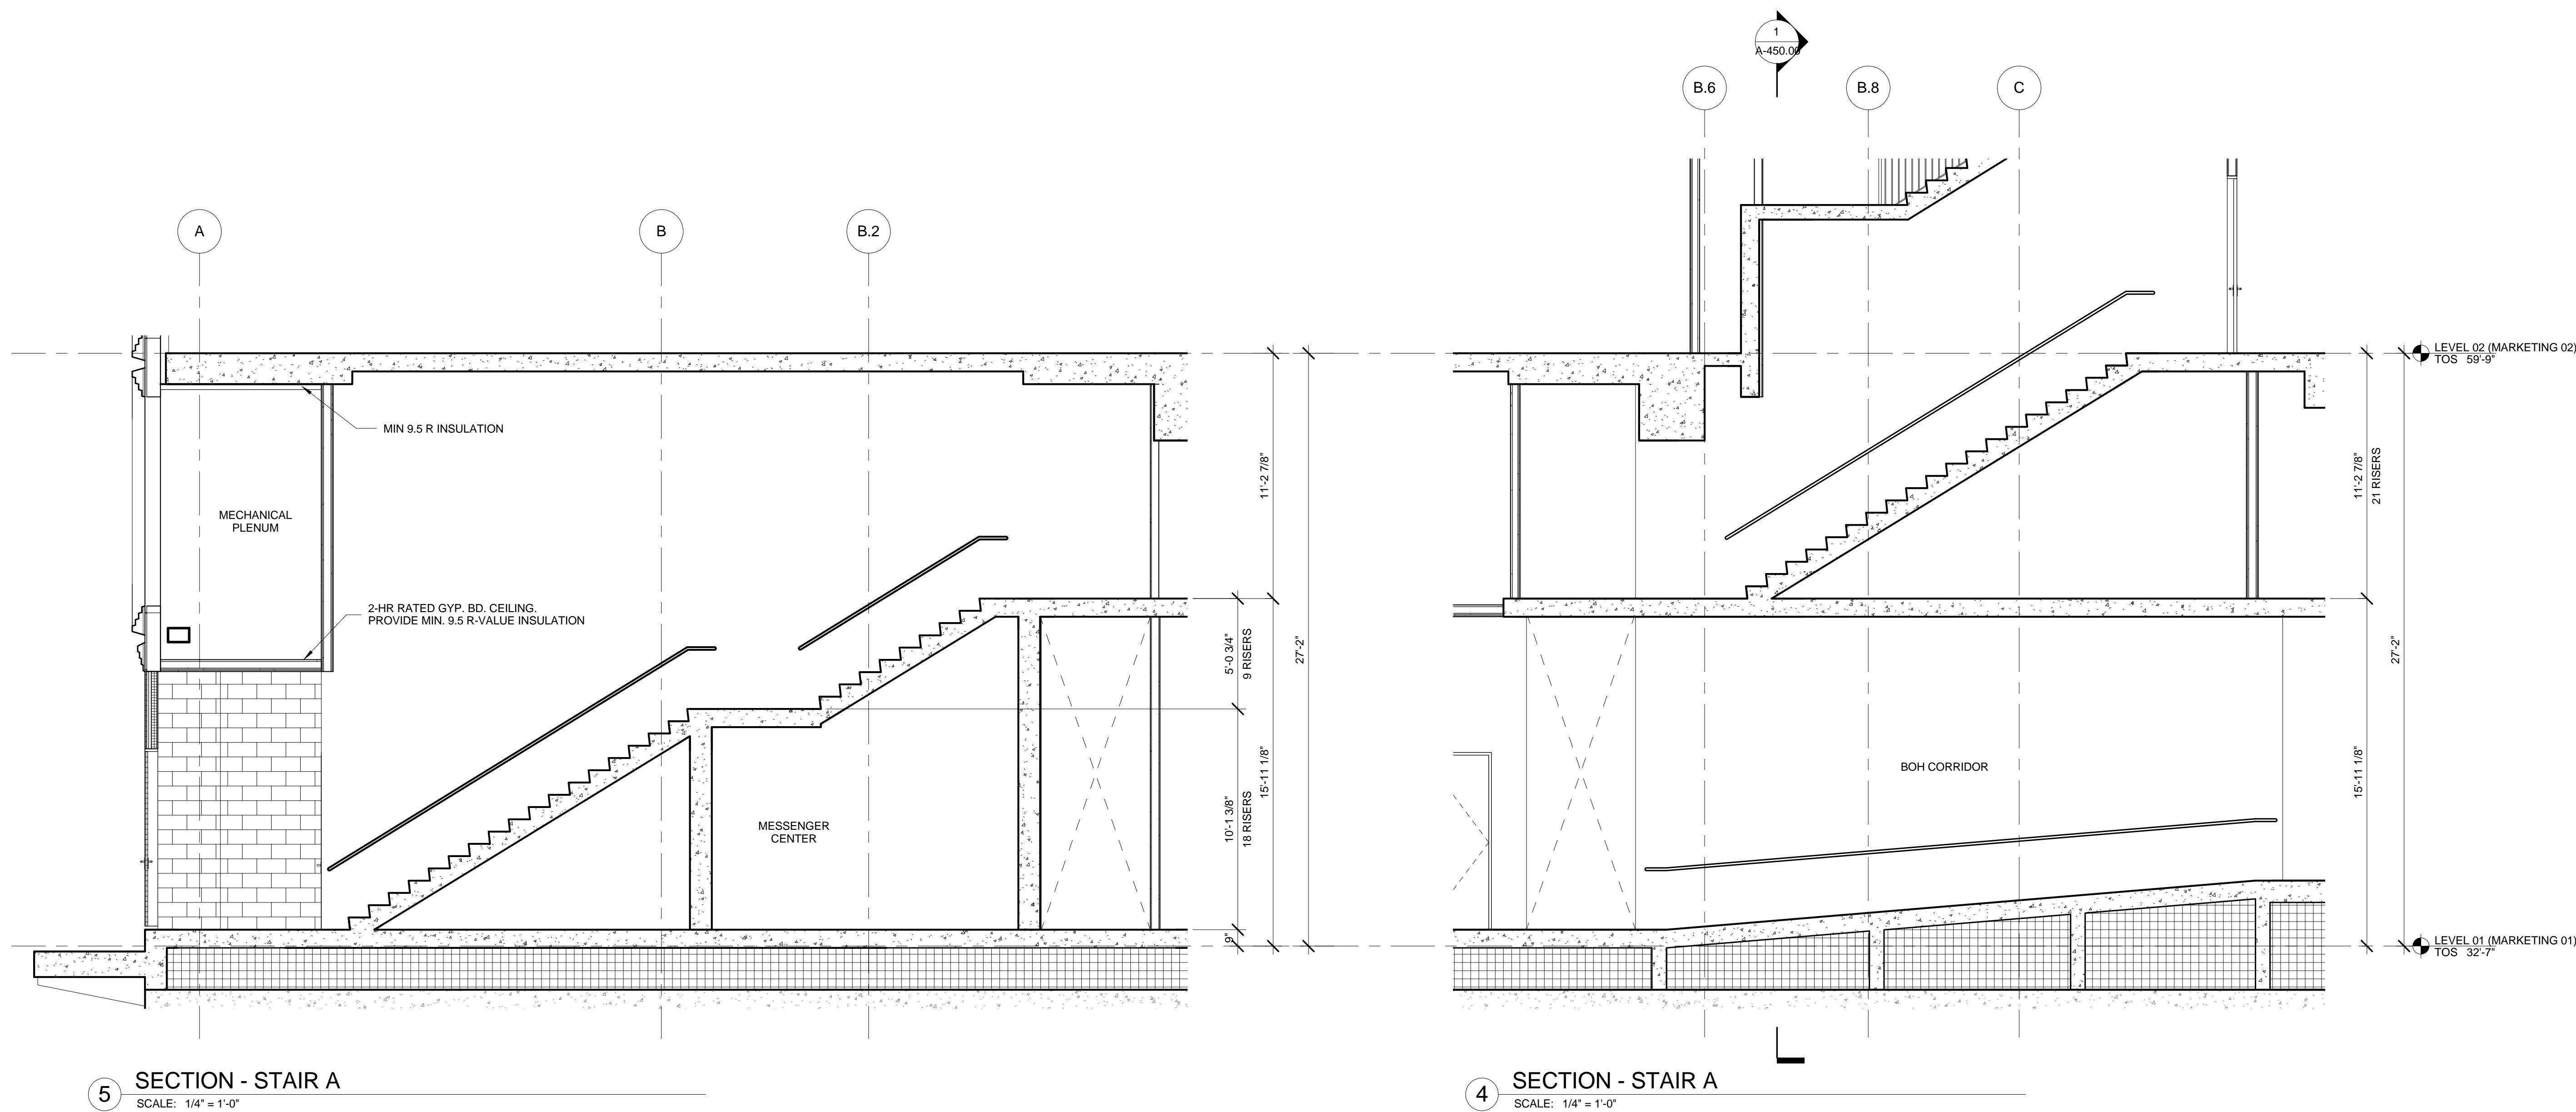 1
A-450.00
B.6
B.8
C
A
B
B.2
LEVEL 02 (MARKETING 02)
TOS 59'-9"
MIN 9.5 R INSULATION
MECHANICAL
PLENUM
2-HR RATED GYP. BD. CEILING.
PROVIDE MIN. 9.5 R-VALUE INSULATION
MESSENGER
CENTER
11'-2 7/8"
5'-0 3/4"
9 RISERS
27'-2"
10'-1 3/8"
18 RISERS
15'-11 1/8"
9"
BOH CORRIDOR
11'-2 7/8"
21 RISERS
27'-2"
15'-11 1/8"
LEVEL 01 (MARKETING 01)
TOS 32'-7"
5
SECTION - STAIR A
SCALE: 1/4" = 1'-0"
4
SECTION - STAIR A
SCALE: 1/4" = 1'-0"